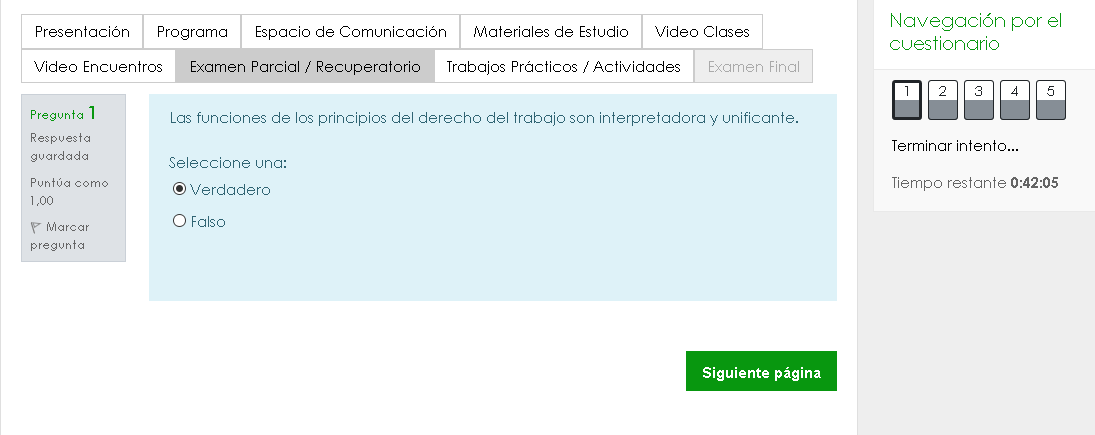 Presentación
Programa
Espacio de Comunicación
Materiales de Estudio
Video Clases
Video Encuentros
Examen Parcial / Recuperatorio
Trabajos Prácticos / Actividades
Examen Final
Pregunta 1
Respuesta
guardada
Puntúa como
1,00
Marcar
pregunta
Las funciones de los principios del derecho del trabajo son interpretadora y unificante.
Seleccione una:
Verdadero
Falso
Siguiente página
Navegación por el
cuestionario
1 2 3 4 5
Terminar intento...
Tiempo restante 0:42:05